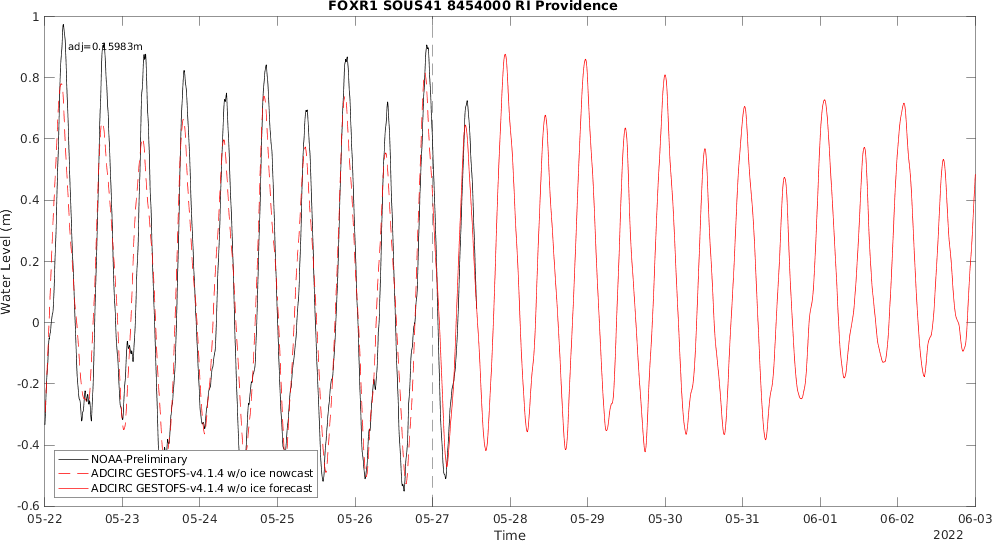 FOXR1 SOUS41 8454000 RI Providence
1
adj=0.15983m
0.8
0.6
0.4
0.2
0
-0.2
-0.4
-0.6
Water Level (m)
NOAA-Preliminary
ADCIRC GESTOFS-v4.1.4 w/o ice nowcast
ADCIRC GESTOFS-v4.1.4 w/o ice forecast
05-22 05-23 05-24 05-25 05-26 05-27 05-28 05-29 05-30 05-31 06-01 06-02 06-03
Time
2022